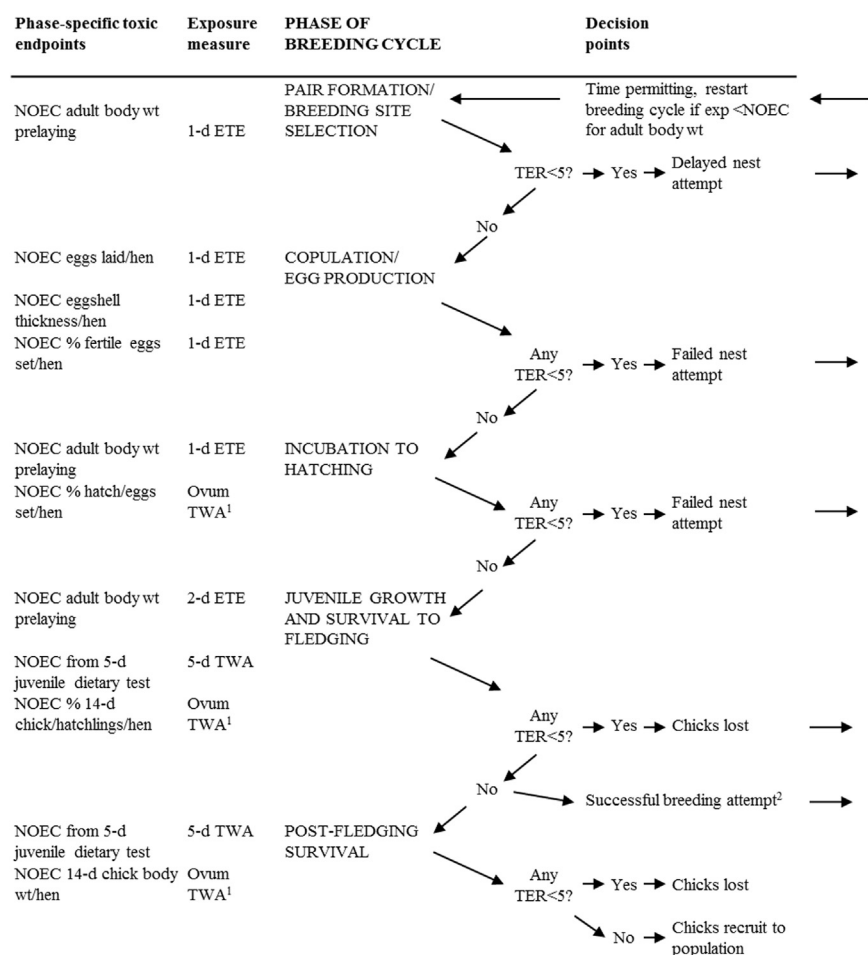 Phase-specific toxic endpoints
Exposure measure
PHASE OF BREEDING CYCLE
Decision points
NOEC adult body wt prelaying
1-d ETE
PAIR FORMATION/
BREEDING SITE
SELECTION
Time permitting, restart
breeding cycle if exp <NOEC
for adult body wt
TER<5?
Yes
Delayed nest
attempt
No
NOEC eggs laid/hen
1-d ETE
COPULATION/
EGG PRODUCTION
NOEC eggshell
thickness/hen
1-d ETE
NOEC % fertile eggs
set/hen
1-d ETE
Any
TER<5?
Yes
Failed nest
attempt
No
NOEC adult body wt
prelaying
1-d ETE
INCUBATION TO
HATCHING
NOEC % hatch/eggs
set/hen
Ovum
TWA1
Any
TER<5?
Yes
Failed nest
attempt
No
NOEC adult body wt
prelaying
2-d ETE
JUVENILE GROWTH
AND SURVIVAL TO
FLEDGING
NOEC from 5-d
juvenile dietary test
5-d TWA
NOEC % 14-d
chick/hatchlings/hen
Ovum
TWA1
Any
TER<5?
Yes
Chicks lost
No
Successful breeding attempt2
NOEC from 5-d
juvenile dietary test
5-d TWA
POST-FLEDGING
SURVIVAL
NOEC 14-d chick body
wt/hen
Ovum
TWA1
Any
TER<5?
Yes
Chicks lost
No
Chicks recruit to
population